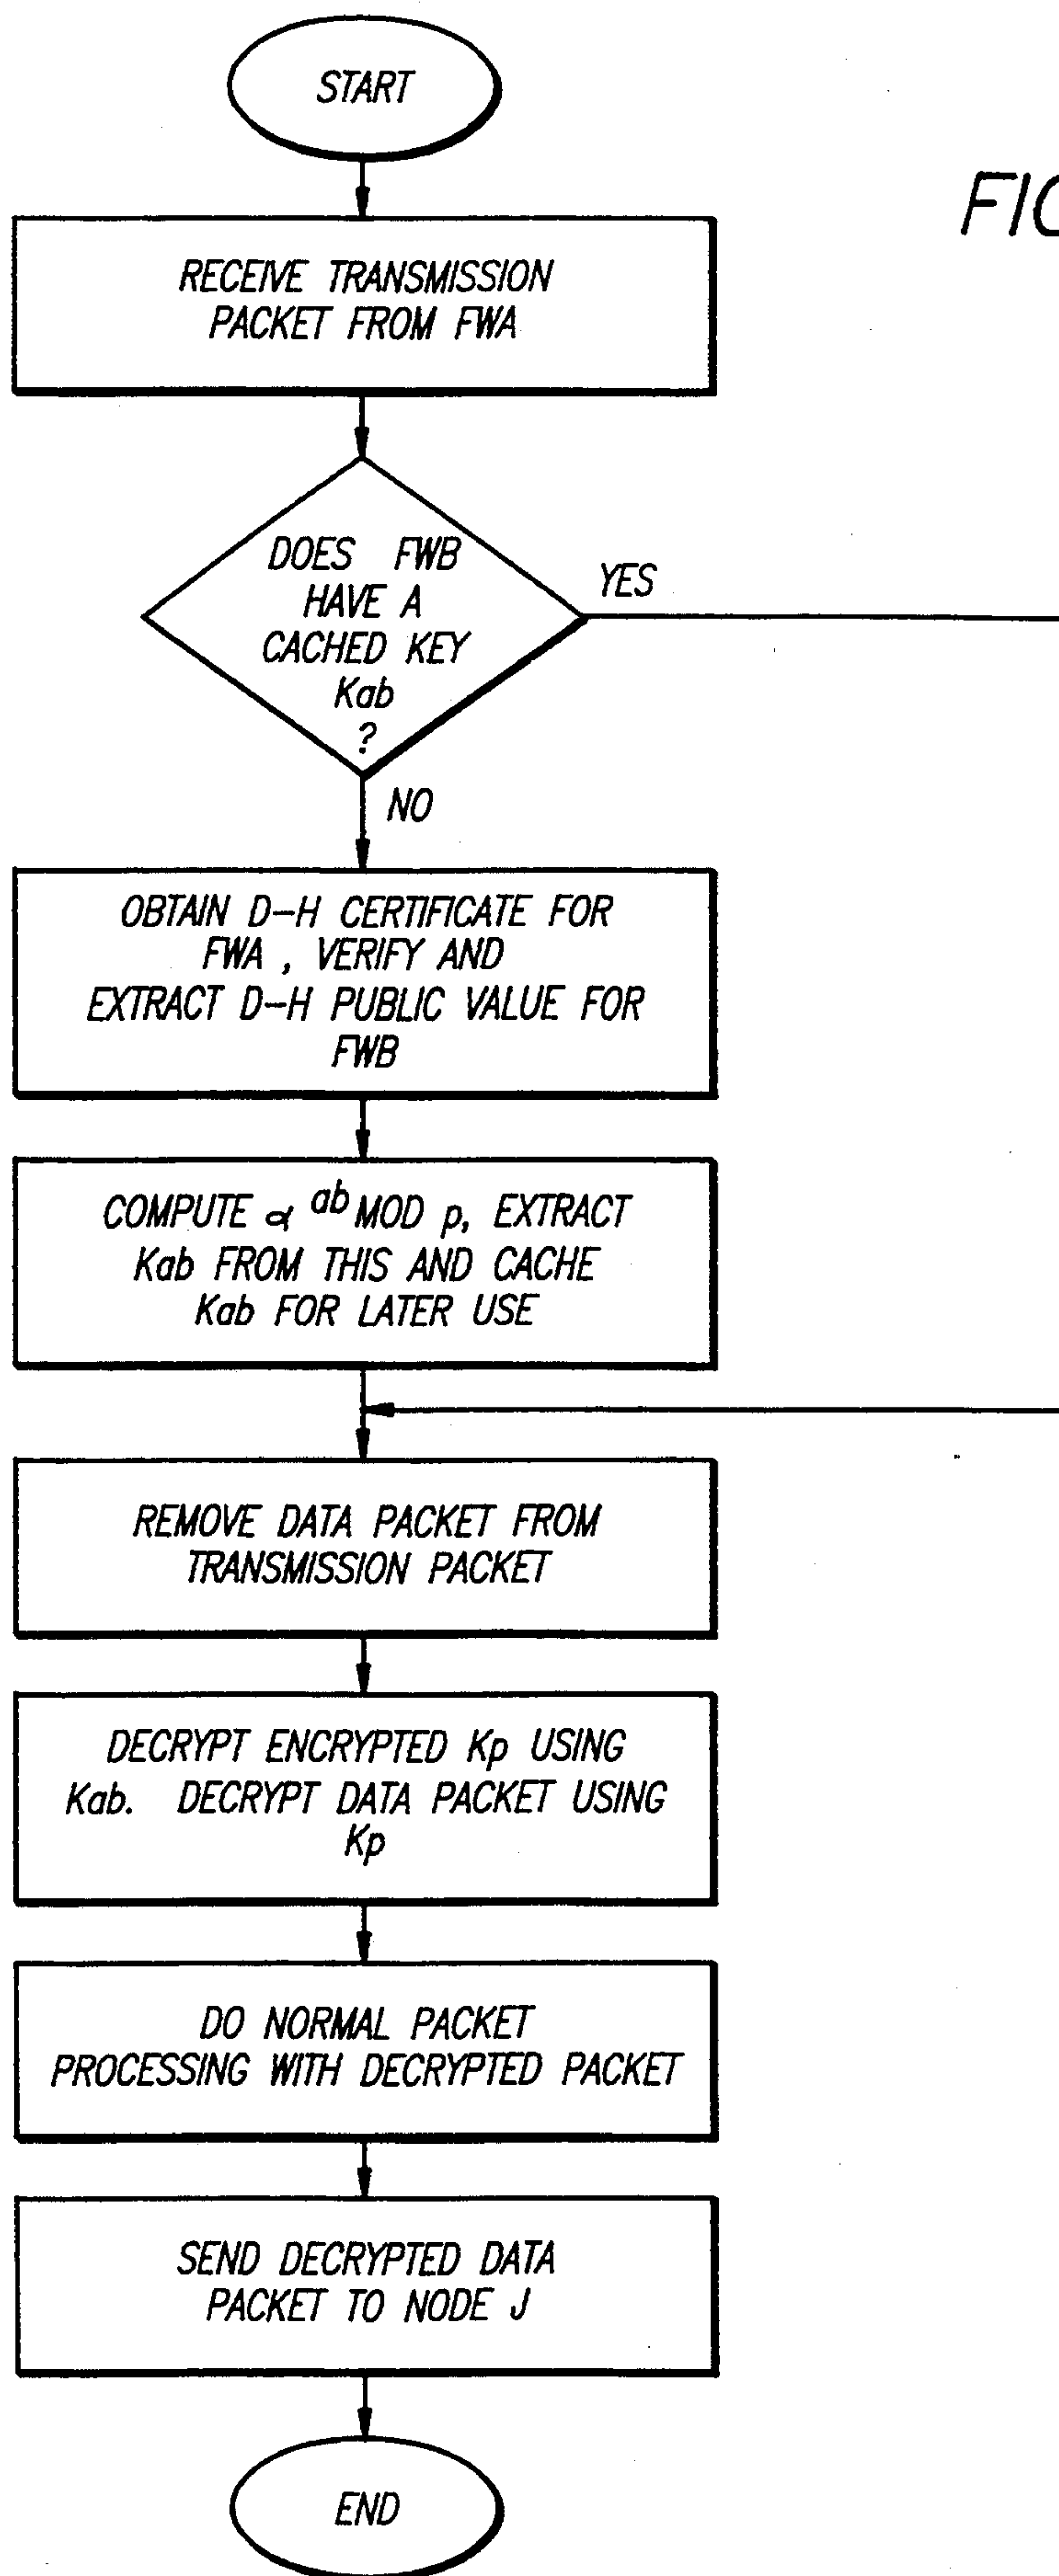 START
FIG
RECEIVE TRANSMISSION
PACKET FROM FWA
DOES FWB
HAVE A
CACHED KEY
Kab
?
YES
NO
OBTAIN D-H CERTIFICATE FOR
FWA , VERIFY AND
EXTRACT D-H PUBLIC VALUE FOR
FWB
COMPUTE α ab MOD p, EXTRACT
Kab FROM THIS AND CACHE
Kab FOR LATER USE
REMOVE DATA PACKET FROM
TRANSMISSION PACKET
DECRYPT ENCRYPTED Kp USING
Kab. DECRYPT DATA PACKET USING
Kp
DO NORMAL PACKET
PROCESSING WITH DECRYPTED PACKET
SEND DECRYPTED DATA
PACKET TO NODE J
END